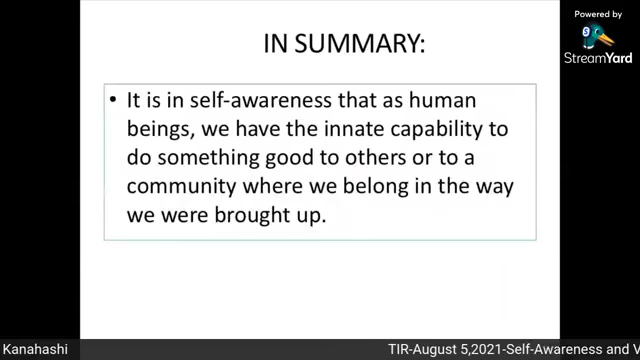 Powered by
StreamYard
IN SUMMARY:
• It is in self-awareness that as human
beings, we have the innate capability to
do something good to others or to a
community where we belong in the way
we were brought up.
Kanahashi
TIR-August 5,2021-Self-Awareness and V